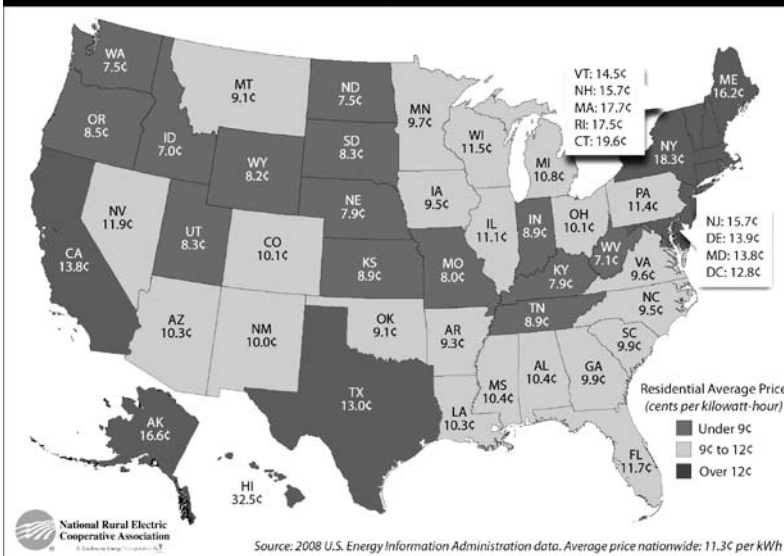 WA
7.5¢
OR
8.5¢
CA
13.8¢
NV
11.9¢
ID
7.0¢
MT
9.1¢
WY
8.2¢
UT
8.3¢
CO
10.1¢
AZ
10.3¢
NM
10.0¢
ND
7.5¢
SD
8.3¢
NE
7.9¢
KS
8.9¢
OK
9.1¢
TX
13.0¢
MN
9.7¢
IA
9.5¢
MO
8.0¢
AR
9.3¢
LA
10.3¢
WI
11.5¢
IL
11.1¢
MI
10.8¢
IN
8.9¢
OH
10.1¢
KY
7.9¢
TN
8.9¢
MS
10.4¢
AL
10.4¢
GA
9.9¢
FL
11.7¢
SC
9.9¢
NC
9.5¢
VA
9.6¢
WV
7.1¢
PA
11.4¢
NY
18.3¢
ME
16.2¢
VT: 14.5¢
NH: 15.7¢
MA: 17.7¢
RI: 17.5¢
CT: 19.6¢
NJ: 15.7¢
DE: 13.9¢
MD: 13.8¢
DC: 12.8¢
AK
16.6¢
HI
32.5¢
Residential Average Price
(cents per kilowatt-hour)
Under 9¢
9¢ to 12¢
Over 12¢
National Rural Electric
Cooperative Association
Source: 2008 U.S. Energy Information Administration data. Average price nationwide: 11.3¢ per kWh